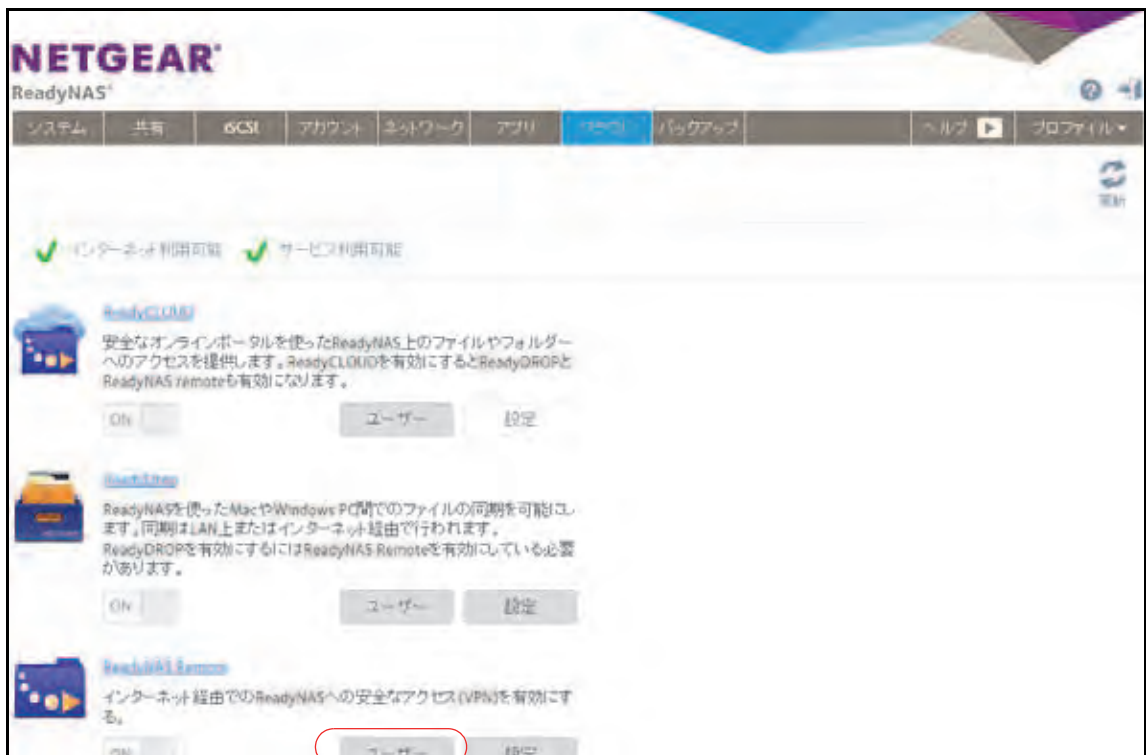 NETGEAR
ReadyNAS
システム 共有 iSCSI アカウント ネットワーク アプリ クラウド バックアップ ヘルプ プロファイル
更新
インターネット利用可能 サービス利用可能
ReadyCLOUD
安全なオンラインポータルを使ったReadyNAS上のファイルやフォルダー
へのアクセスを提供します。ReadyCLOUDを有効にするとReadyDROPと
ReadyNAS remoteも有効になります。
ON ユーザー 設定
ReadyDrop
ReadyNASを使ったMacやWindows PC間でのファイルの同期を可能にし
ます。同期はLAN上またはインターネット経由で行われます。
ReadyDROPを有効にするにはReadyNAS Remoteを有効にしている必要
があります。
ON ユーザー 設定
ReadyNAS Remote
インターネット経由でのReadyNASへの安全なアクセス(VPN)を有効にす
る。
ON ユーザー 設定